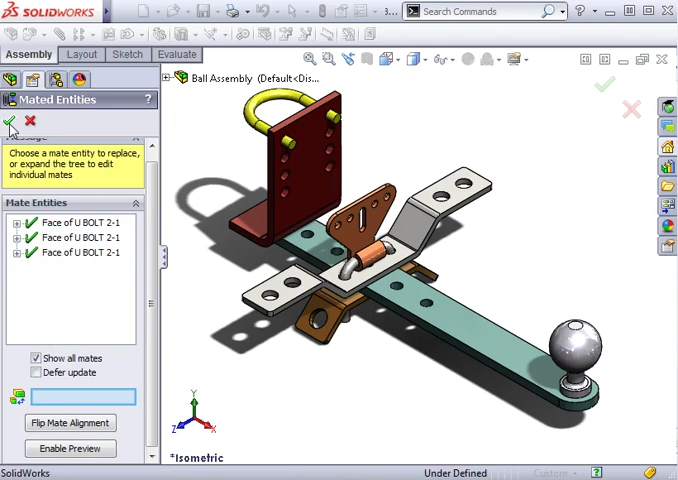 SOLIDWORKS
3...
Search Commands
Assembly
Layout
Sketch
Evaluate
Mated Entities
?
Ball Assembly (Default<Dis...
Message
Choose a mate entity to replace,
or expand the tree to edit
individual mates
Mate Entities
Face of U BOLT 2-1
Face of U BOLT 2-1
Face of U BOLT 2-1
Show all mates
Defer update
Flip Mate Alignment
Enable Preview
Y
Z
X
*Isometric
SolidWorks
Under Defined
Custom
?